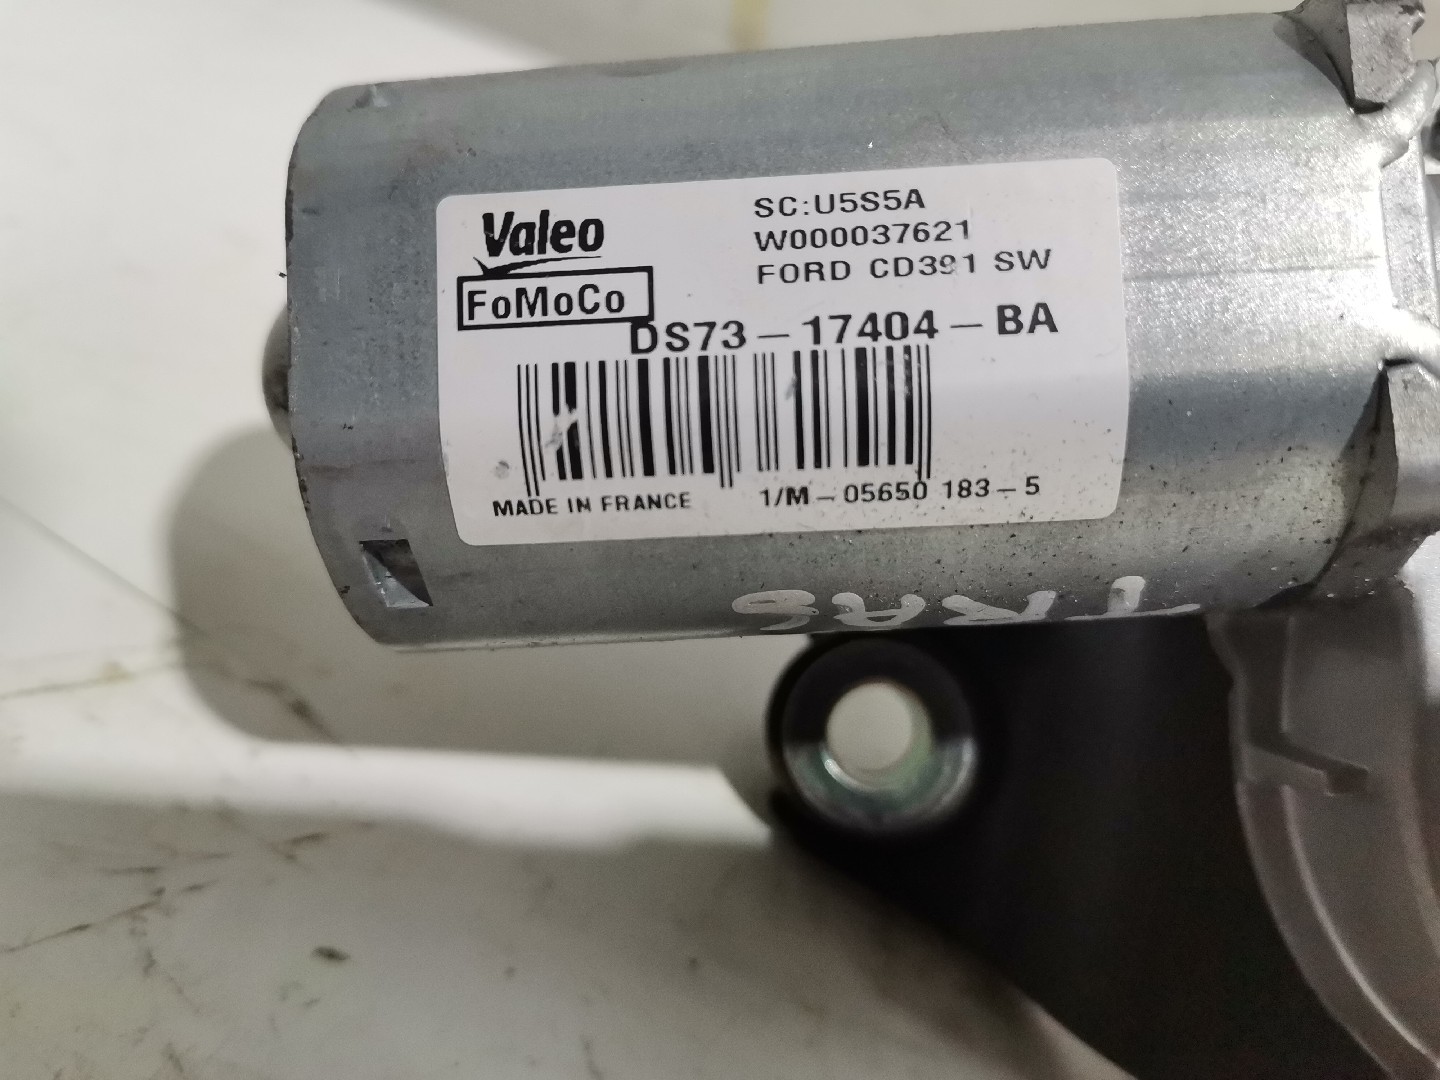 Valeo
FoMoCo
SC:U5S5A
W000037621
FORD CD391 SW
DS73-17404-BA
MADE IN FRANCE
1/M-05650 183-5